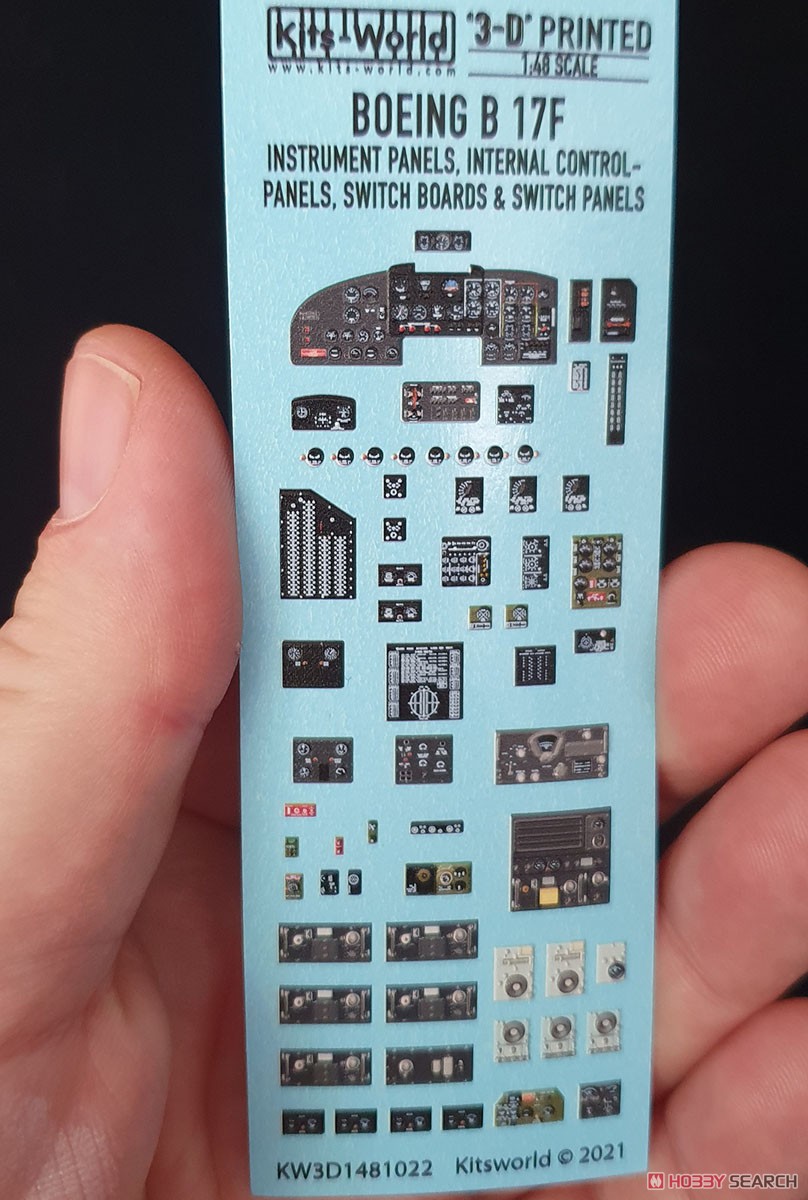 Kits-World
www.kits-world.com
"3-D" PRINTED
1:48 SCALE
BOEING B 17F
INSTRUMENT PANELS, INTERNAL CONTROL-
PANELS, SWITCH BOARDS & SWITCH PANELS
KW3D1481022 Kitsworld © 2021
HOBBY SEARCH